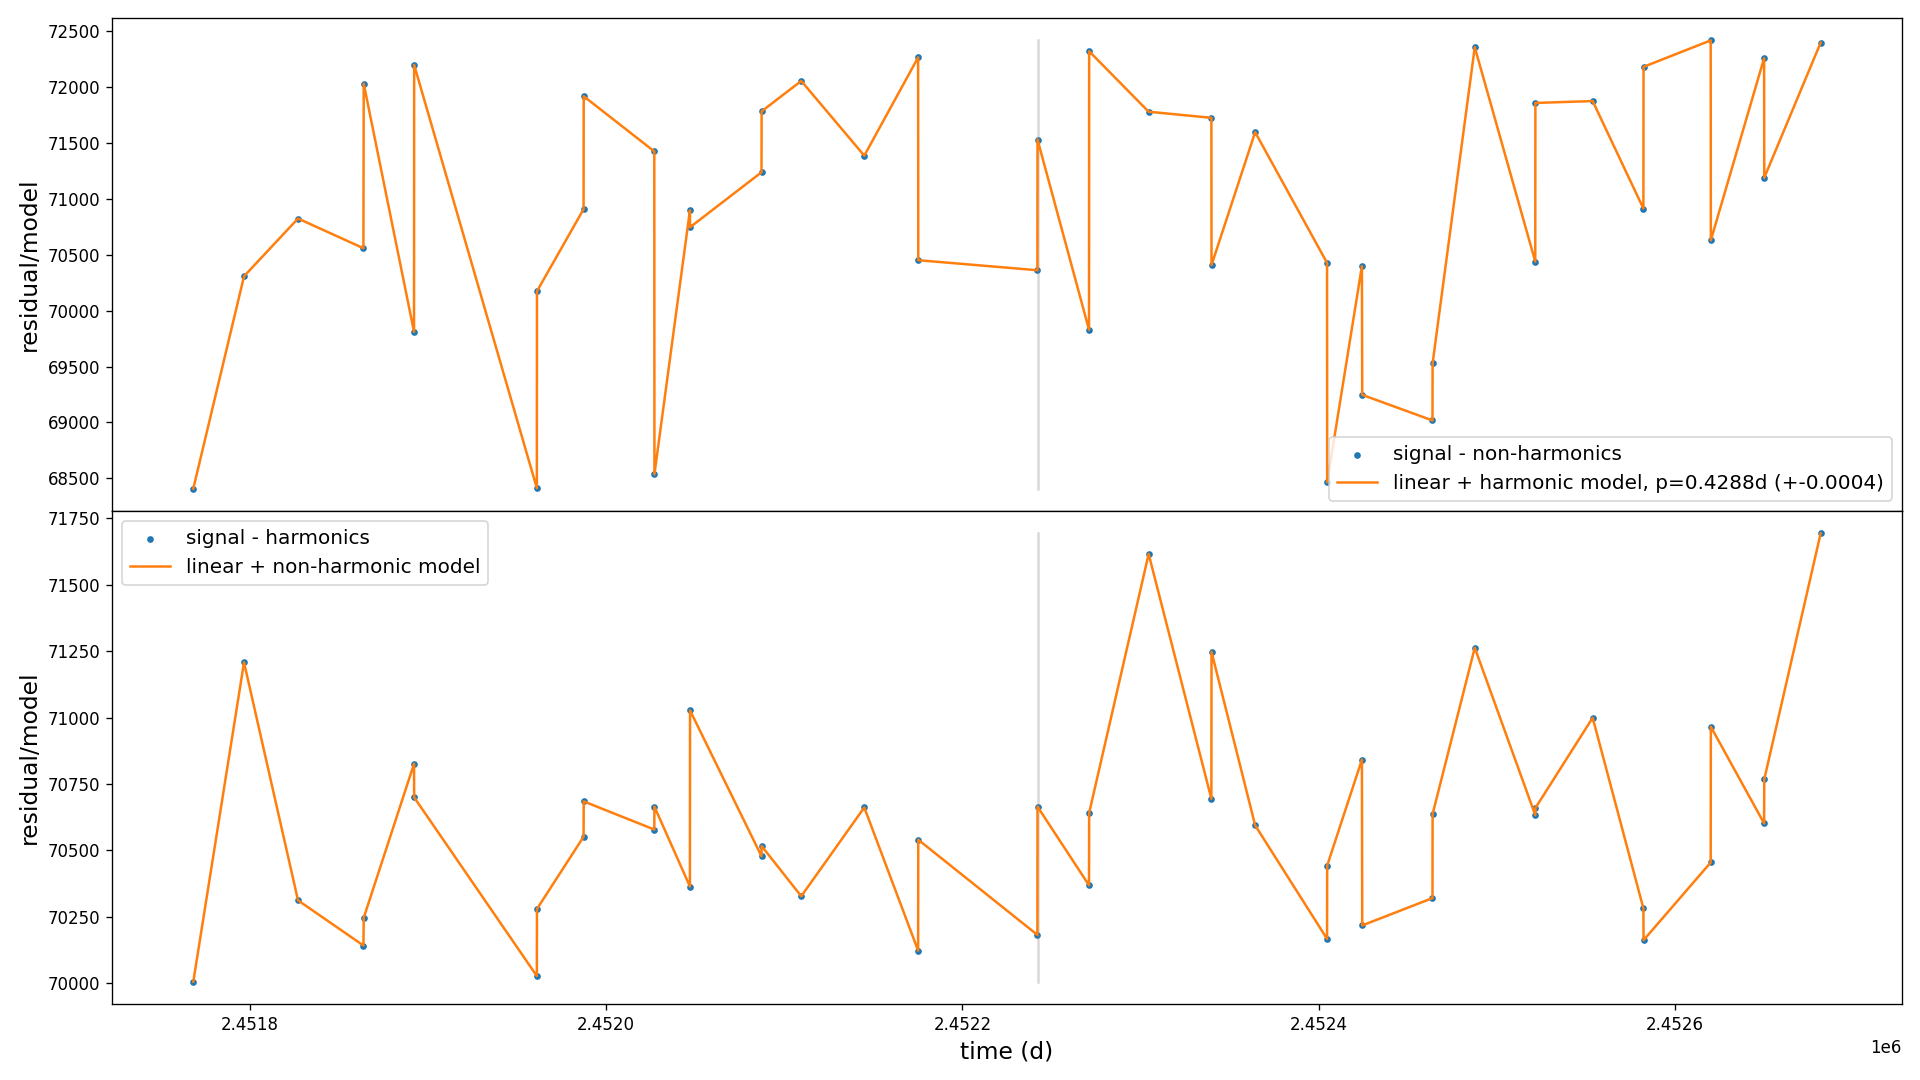 72500
72000
71500
71000
70500
70000
69500
69000
68500
residual/model
signal - non-harmonics
linear + harmonic model, p=0.4288d (+-0.0004)
71750
71500
71250
71000
70750
70500
70250
70000
residual/model
signal - harmonics
linear + non-harmonic model
2.4518
2.4520
2.4522
2.4524
2.4526
time (d)
1e6